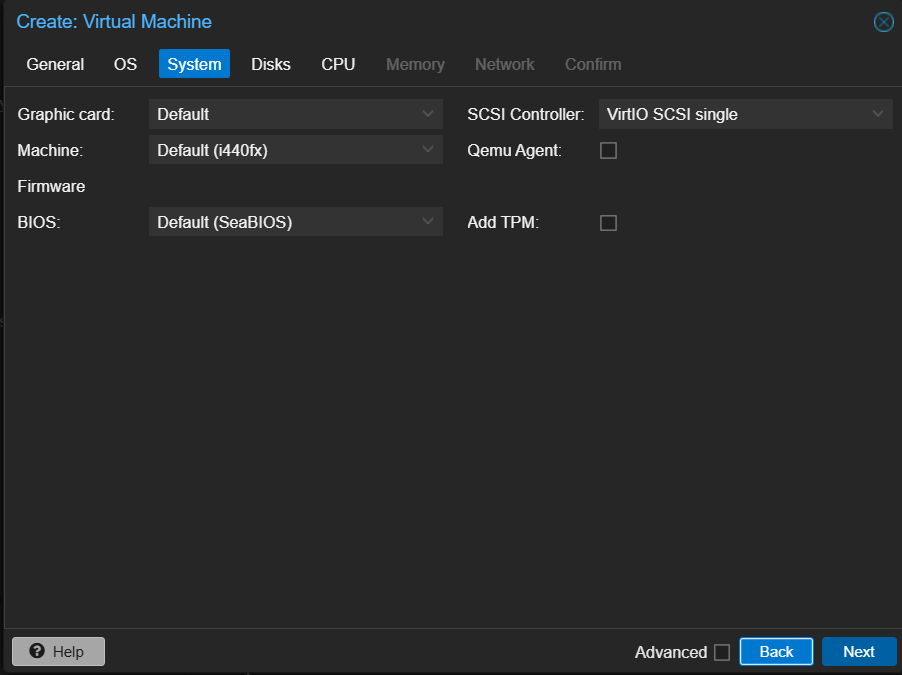 Create: Virtual Machine
General OS System Disks CPU Memory Network Confirm
Graphic card: Default SCSI Controller: VirtIO SCSI single
Machine: Default (i440fx) Qemu Agent:
Firmware
BIOS: Default (SeaBIOS) Add TPM:
Help Advanced Back Next